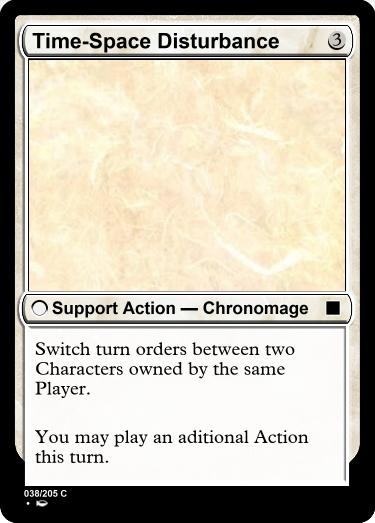 Time-Space Disturbance 3
Support Action — Chronomage
Switch turn orders between two
Characters owned by the same
Player.
You may play an aditional Action
this turn.
038/205 C